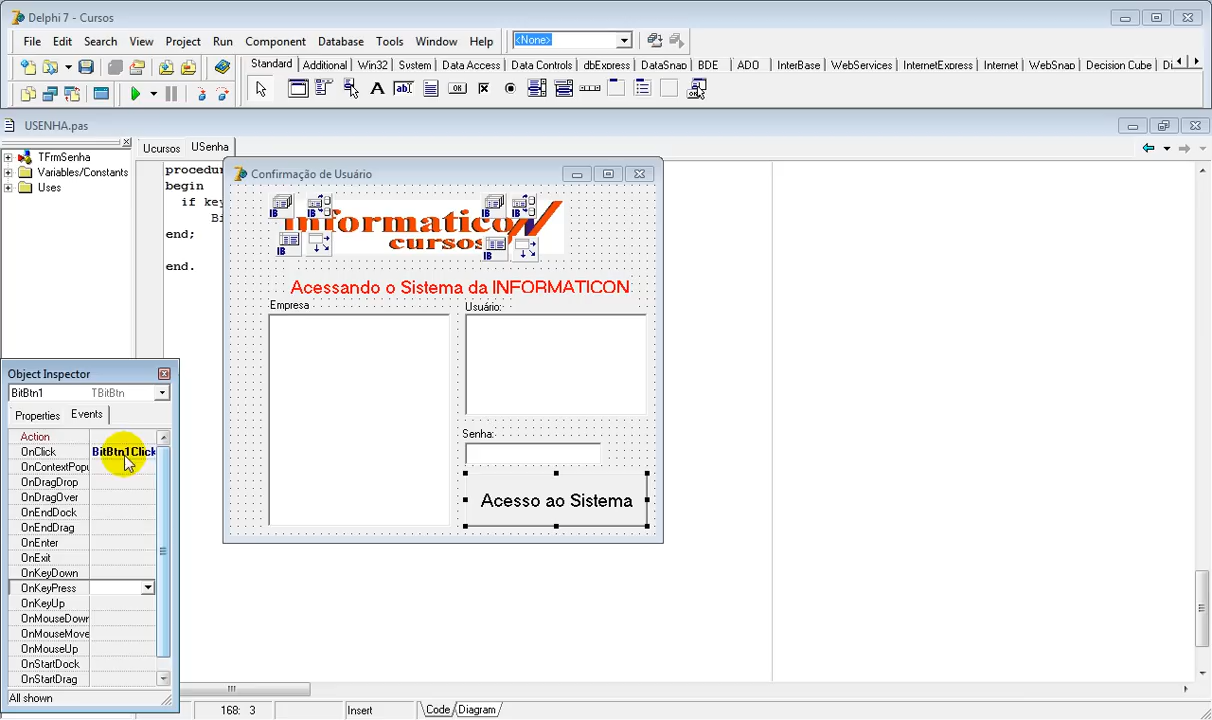 Delphi 7 - Cursos
File Edit Search View Project Run Component Database Tools Window Help <None>
Standard Additional Win32 System Data Access Data Controls dbExpress DataSnap BDE ADO InterBase WebServices InternetExpress Internet WebSnap Decision Cube
USENHA.pas
Ucursos USenha
TFrmSenha
Variables/Constants
Uses
begin
if
end;
end.
Confirmação de Usuário
informaticon
cursos
Acessando o Sistema da INFORMATICON
Empresa
Usuário:
Senha:
Acesso ao Sistema
Object Inspector
BitBtn1 TBitBtn
Properties Events
Action
OnClick BitBtn1Click
OnContextPopu
OnDragDrop
OnDragOver
OnEndDock
OnEndDrag
OnEnter
OnExit
OnKeyDown
OnKeyPress
OnKeyUp
OnMouseDown
OnMouseMove
OnMouseUp
OnStartDock
OnStartDrag
All shown
168: 3 Insert Code Diagram